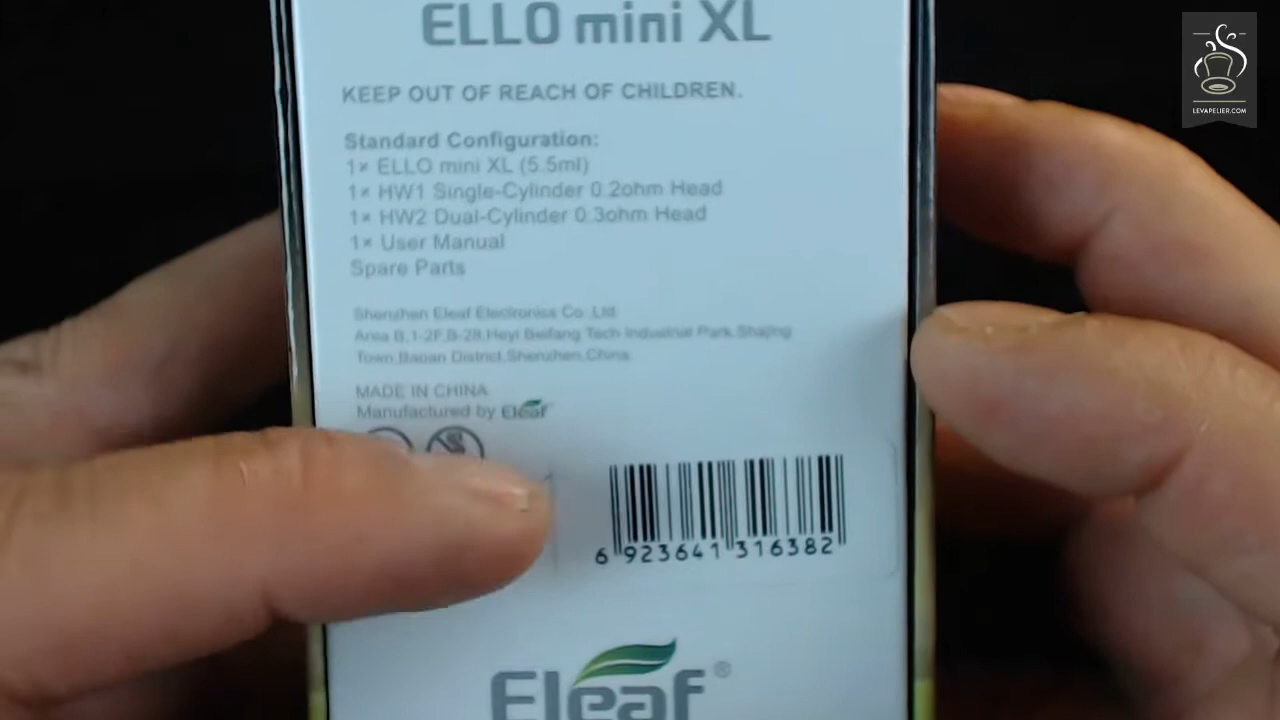 ELLO mini XL
LEVAPELIER.COM
KEEP OUT OF REACH OF CHILDREN.
Standard Configuration:
1× ELLO mini XL (5.5ml)
1× HW1 Single-Cylinder 0.2ohm Head
1× HW2 Dual-Cylinder 0.3ohm Head
1× User Manual
Spare Parts
Shenzhen Eleaf Electronics Co.,Ltd.
Area B,1-2F,B-28,Heyi Beifang Tech Industrial Park,Shajing
Town,Baoan District,Shenzhen,China.
MADE IN CHINA
Manufactured by Eleaf
6 923641 316382
Eleaf®